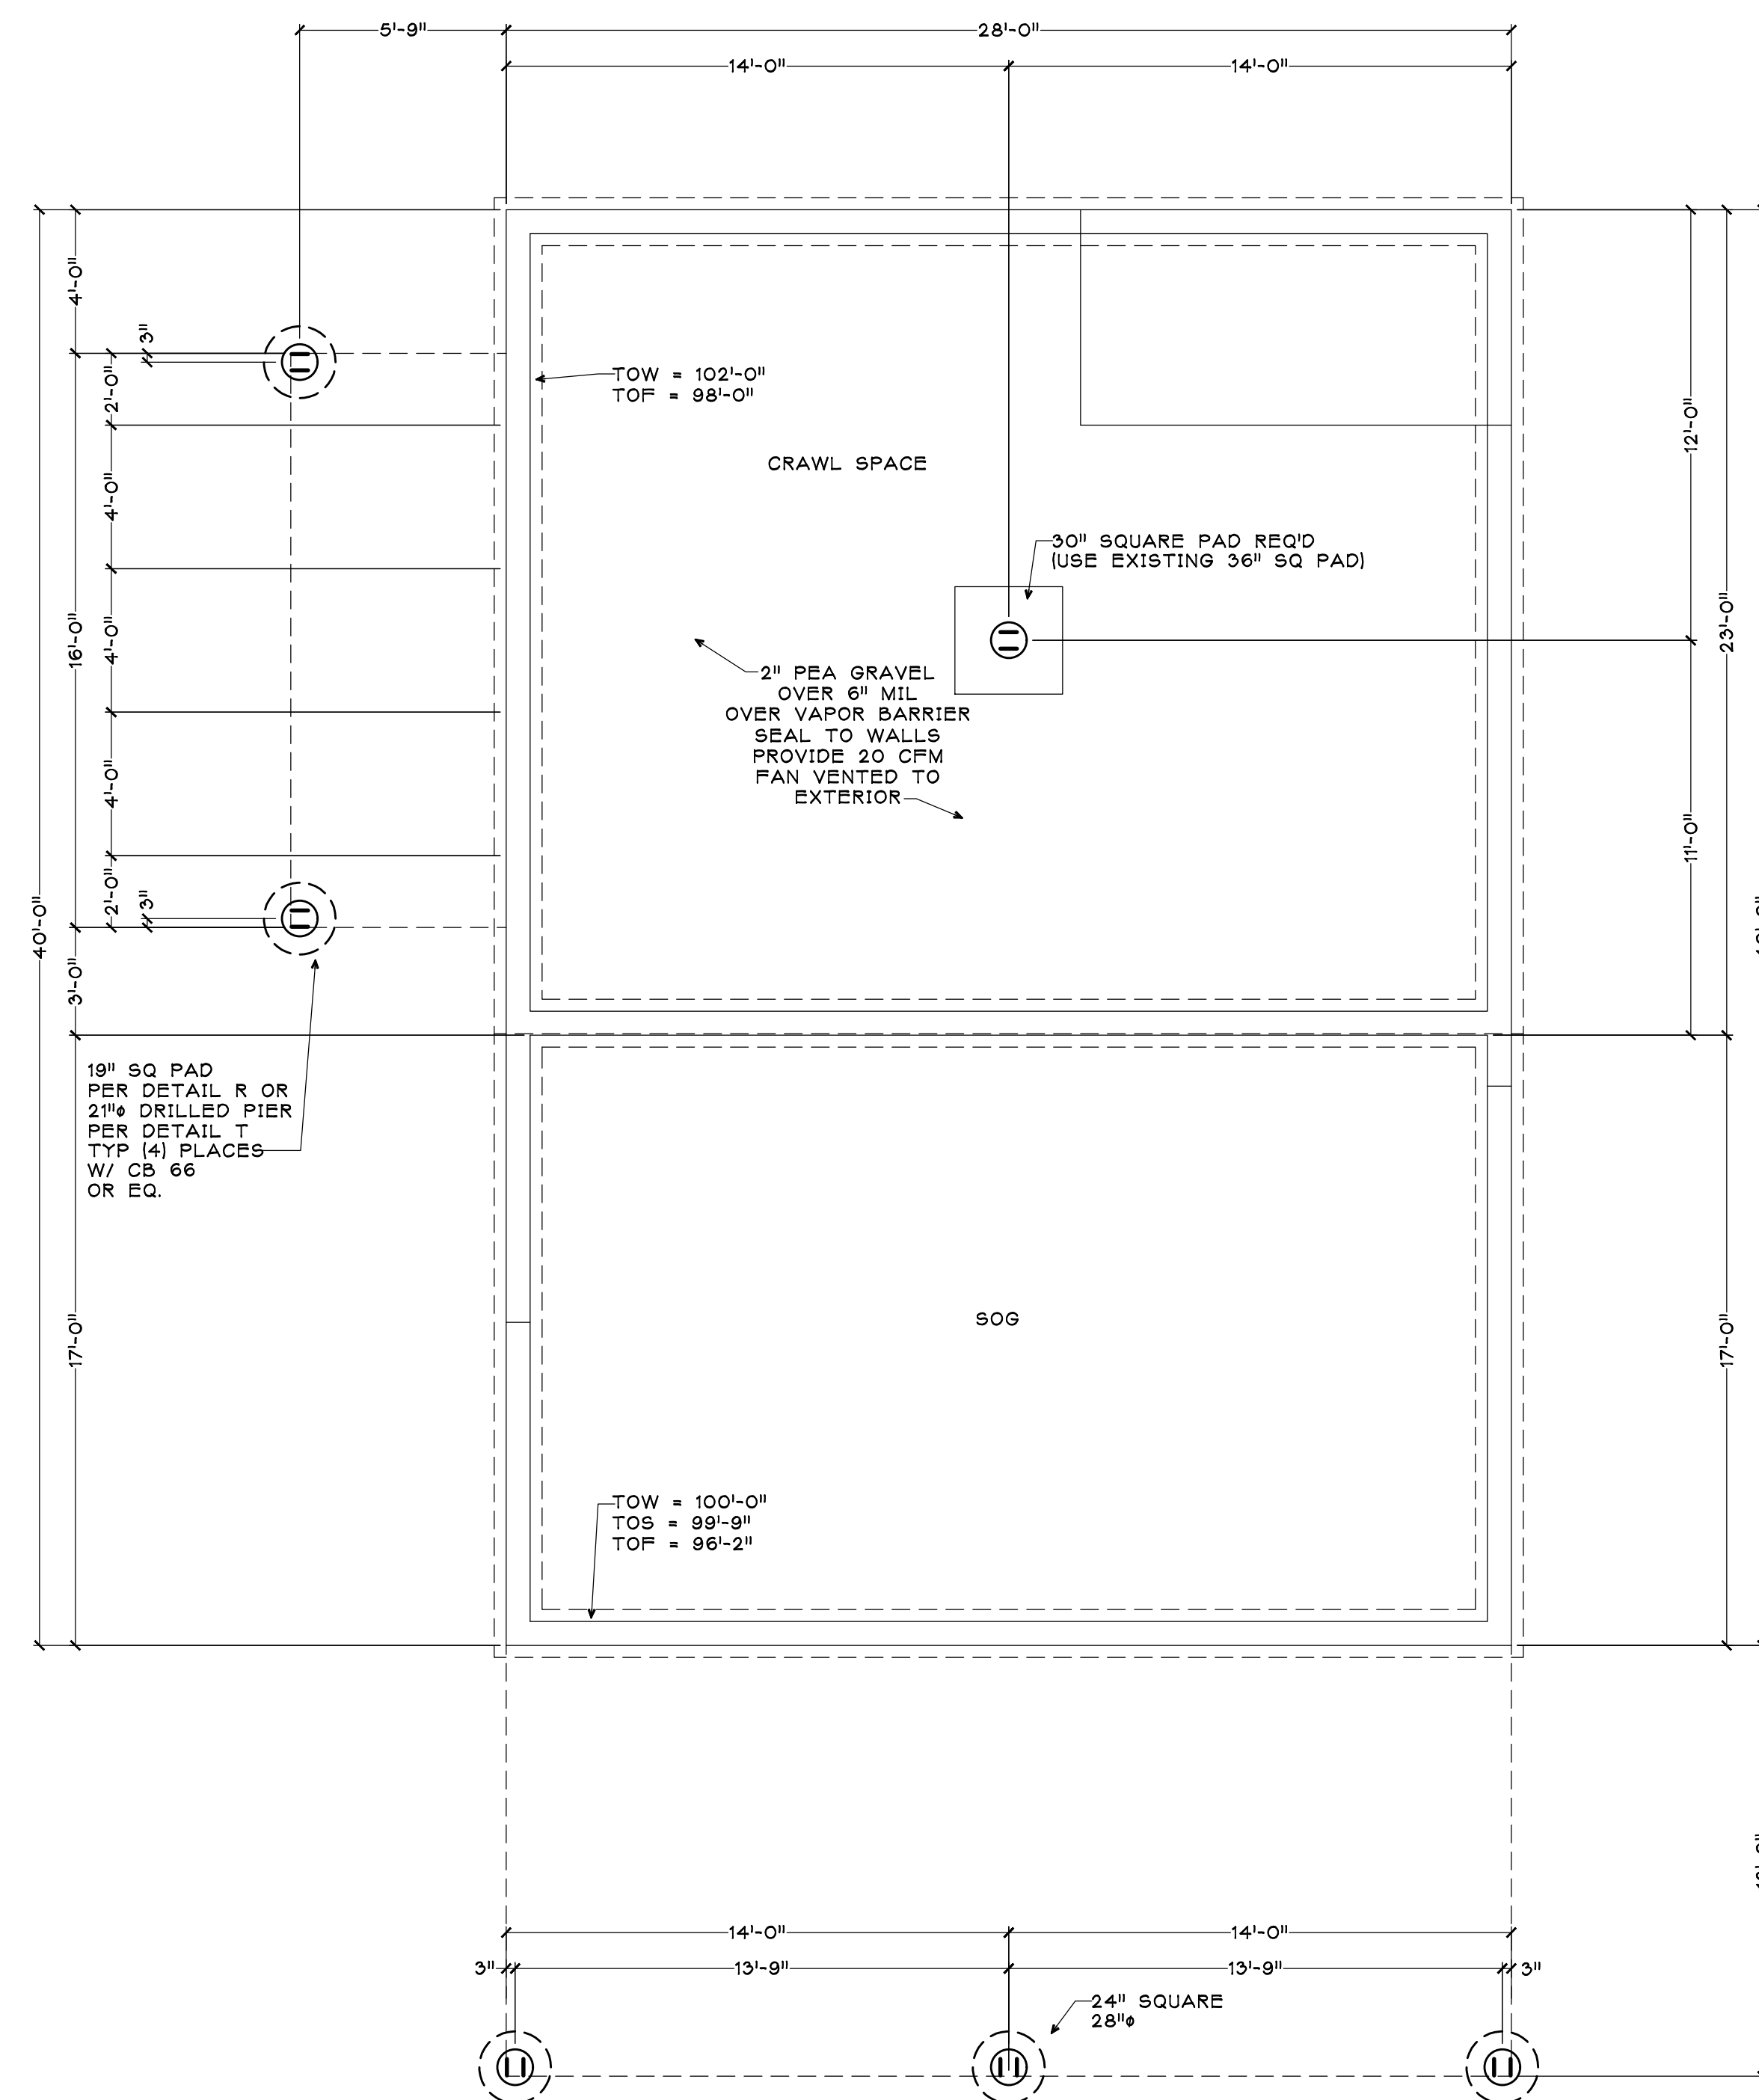 5'-9"
28'-0"
14'-0"
14'-0"
4'-0"
3"
2'-0"
TOW = 102'-0"
TOF = 98'-0"
12'-0"
CRAWL SPACE
4'-0"
30" SQUARE PAD REQ'D
(USE EXISTING 36" SQ PAD)
16'-0"
4'-0"
23'-0"
2" PEA GRAVEL
OVER 6" MIL
OVER VAPOR BARRIER
SEAL TO WALLS
PROVIDE 20 CFM
FAN VENTED TO
EXTERIOR
4'-0"
11'-0"
2'-0"
3"
40'-0"
3'-0"
19" SQ PAD
PER DETAIL R OR
21"ø DRILLED PIER
PER DETAIL T
TYP (4) PLACES
W/ CB 66
OR EQ.
17'-0"
SOG
17'-0"
TOW = 100'-0"
TOS = 99'-9"
TOF = 96'-2"
14'-0"
14'-0"
3"
13'-9"
13'-9"
3"
24" SQUARE
28"ø